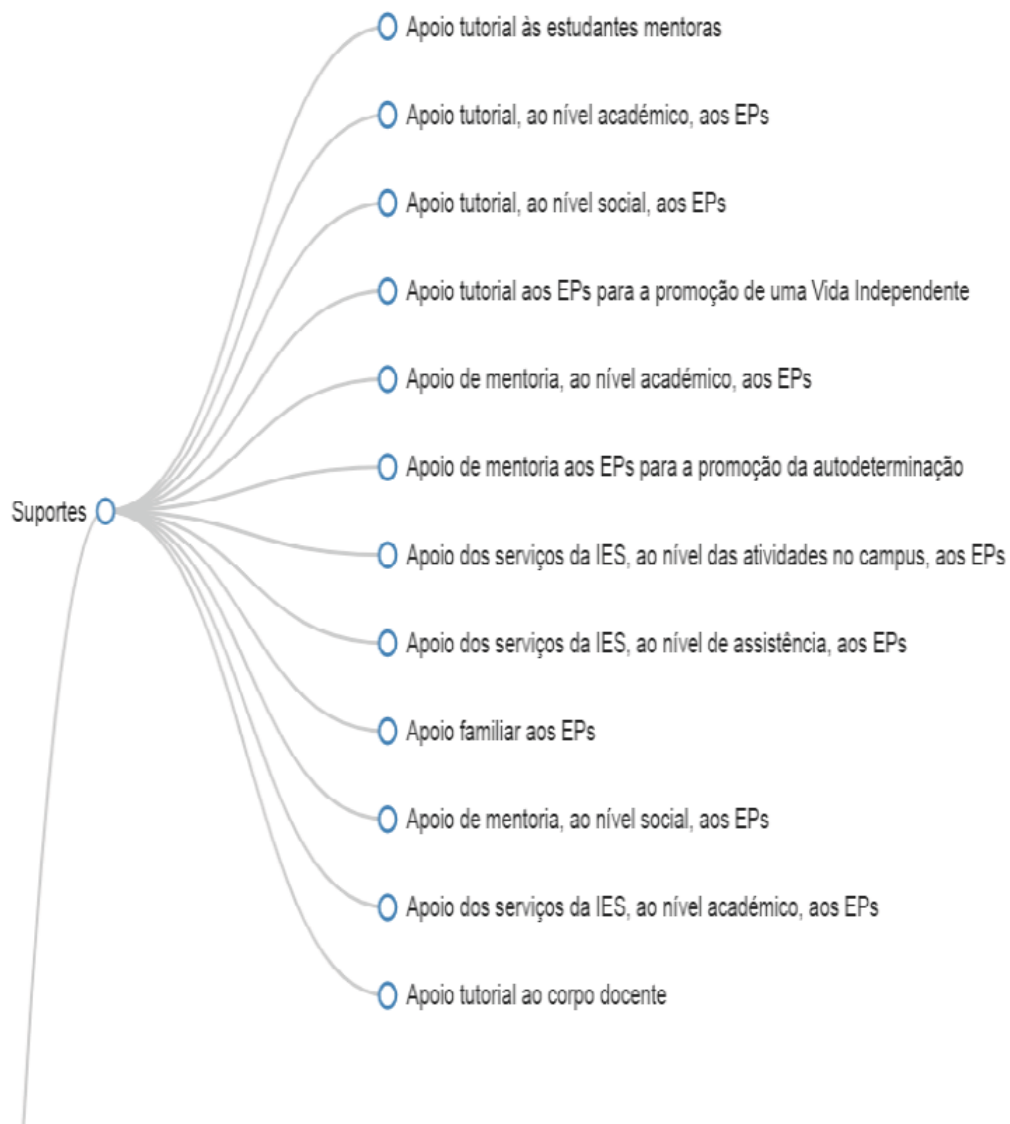 Apoio tutorial às estudantes mentoras
Apoio tutorial, ao nível académico, aos EPs
Apoio tutorial, ao nível social, aos EPs
Apoio tutorial aos EPs para a promoção de uma Vida Independente
Apoio de mentoria, ao nível académico, aos EPs
Apoio de mentoria aos EPs para a promoção da autodeterminação
Suportes
Apoio dos serviços da IES, ao nível das atividades no campus, aos EPs
Apoio dos serviços da IES, ao nível de assistência, aos EPs
Apoio familiar aos EPs
Apoio de mentoria, ao nível social, aos EPs
Apoio dos serviços da IES, ao nível académico, aos EPs
Apoio tutorial ao corpo docente